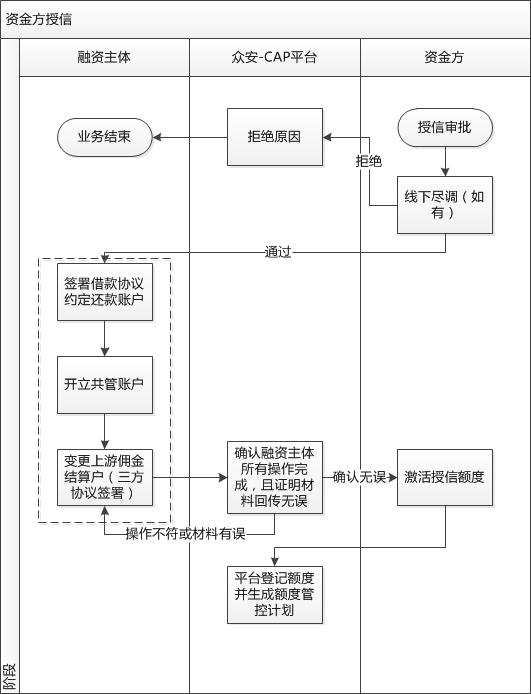 资金方授信
融资主体
众安-CAP平台
资金方
业务结束
拒绝原因
授信审批
拒绝
线下尽调（如
有）
通过
签署借款协议
约定还款账户
开立共管账户
变更上游佣金
结算户（三方
协议签署）
确认融资主体
所有操作完
成，且证明材
料回传无误
确认无误
激活授信额度
操作不符或材料有误
平台登记额度
并生成额度管
控计划
阶段